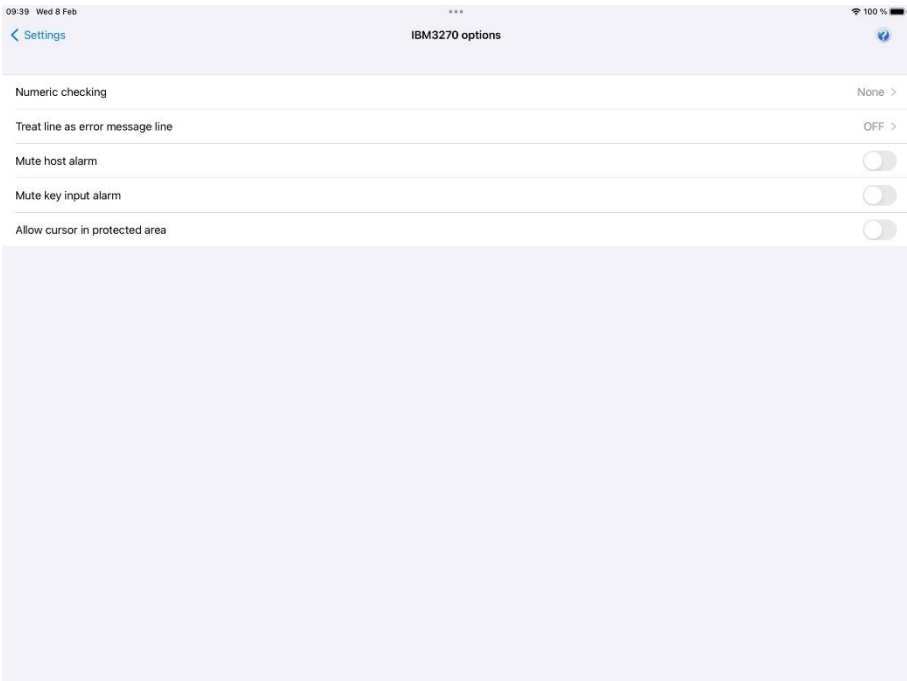 09:39 Wed 8 Feb
100 %
Settings
IBM3270 options
?
Numeric checking None
Treat line as error message line OFF
Mute host alarm
Mute key input alarm
Allow cursor in protected area